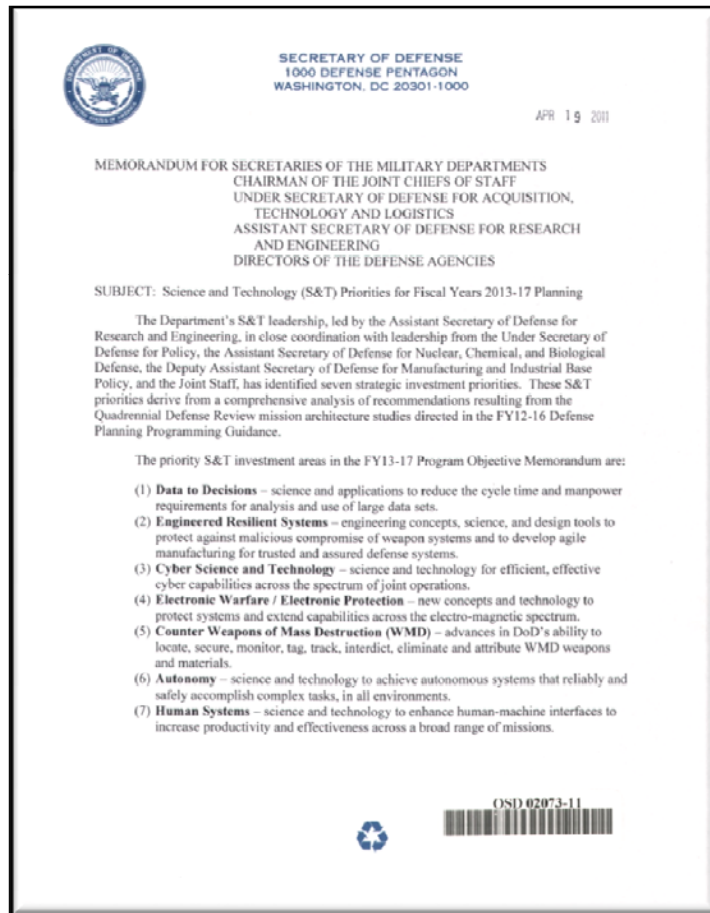 SECRETARY OF DEFENSE
1000 DEFENSE PENTAGON
WASHINGTON, DC 20301-1000
APR 19 2011
MEMORANDUM FOR SECRETARIES OF THE MILITARY DEPARTMENTS
CHAIRMAN OF THE JOINT CHIEFS OF STAFF
UNDER SECRETARY OF DEFENSE FOR ACQUISITION,
TECHNOLOGY AND LOGISTICS
ASSISTANT SECRETARY OF DEFENSE FOR RESEARCH
AND ENGINEERING
DIRECTORS OF THE DEFENSE AGENCIES
SUBJECT: Science and Technology (S&T) Priorities for Fiscal Years 2013-17 Planning
The Department's S&T leadership, led by the Assistant Secretary of Defense for
Research and Engineering, in close coordination with leadership from the Under Secretary of
Defense for Policy, the Assistant Secretary of Defense for Nuclear, Chemical, and Biological
Defense, the Deputy Assistant Secretary of Defense for Manufacturing and Industrial Base
Policy, and the Joint Staff, has identified seven strategic investment priorities. These S&T
priorities derive from a comprehensive analysis of recommendations resulting from the
Quadrennial Defense Review mission architecture studies directed in the FY12-16 Defense
Planning Programming Guidance.
The priority S&T investment areas in the FY13-17 Program Objective Memorandum are:
(1) Data to Decisions – science and applications to reduce the cycle time and manpower
requirements for analysis and use of large data sets.
(2) Engineered Resilient Systems – engineering concepts, science, and design tools to
protect against malicious compromise of weapon systems and to develop agile
manufacturing for trusted and assured defense systems.
(3) Cyber Science and Technology – science and technology for efficient, effective
cyber capabilities across the spectrum of joint operations.
(4) Electronic Warfare / Electronic Protection – new concepts and technology to
protect systems and extend capabilities across the electro-magnetic spectrum.
(5) Counter Weapons of Mass Destruction (WMD) – advances in DoD's ability to
locate, secure, monitor, tag, track, interdict, eliminate and attribute WMD weapons
and materials.
(6) Autonomy – science and technology to achieve autonomous systems that reliably and
safely accomplish complex tasks, in all environments.
(7) Human Systems – science and technology to enhance human-machine interfaces to
increase productivity and effectiveness across a broad range of missions.
OSD 02073-11